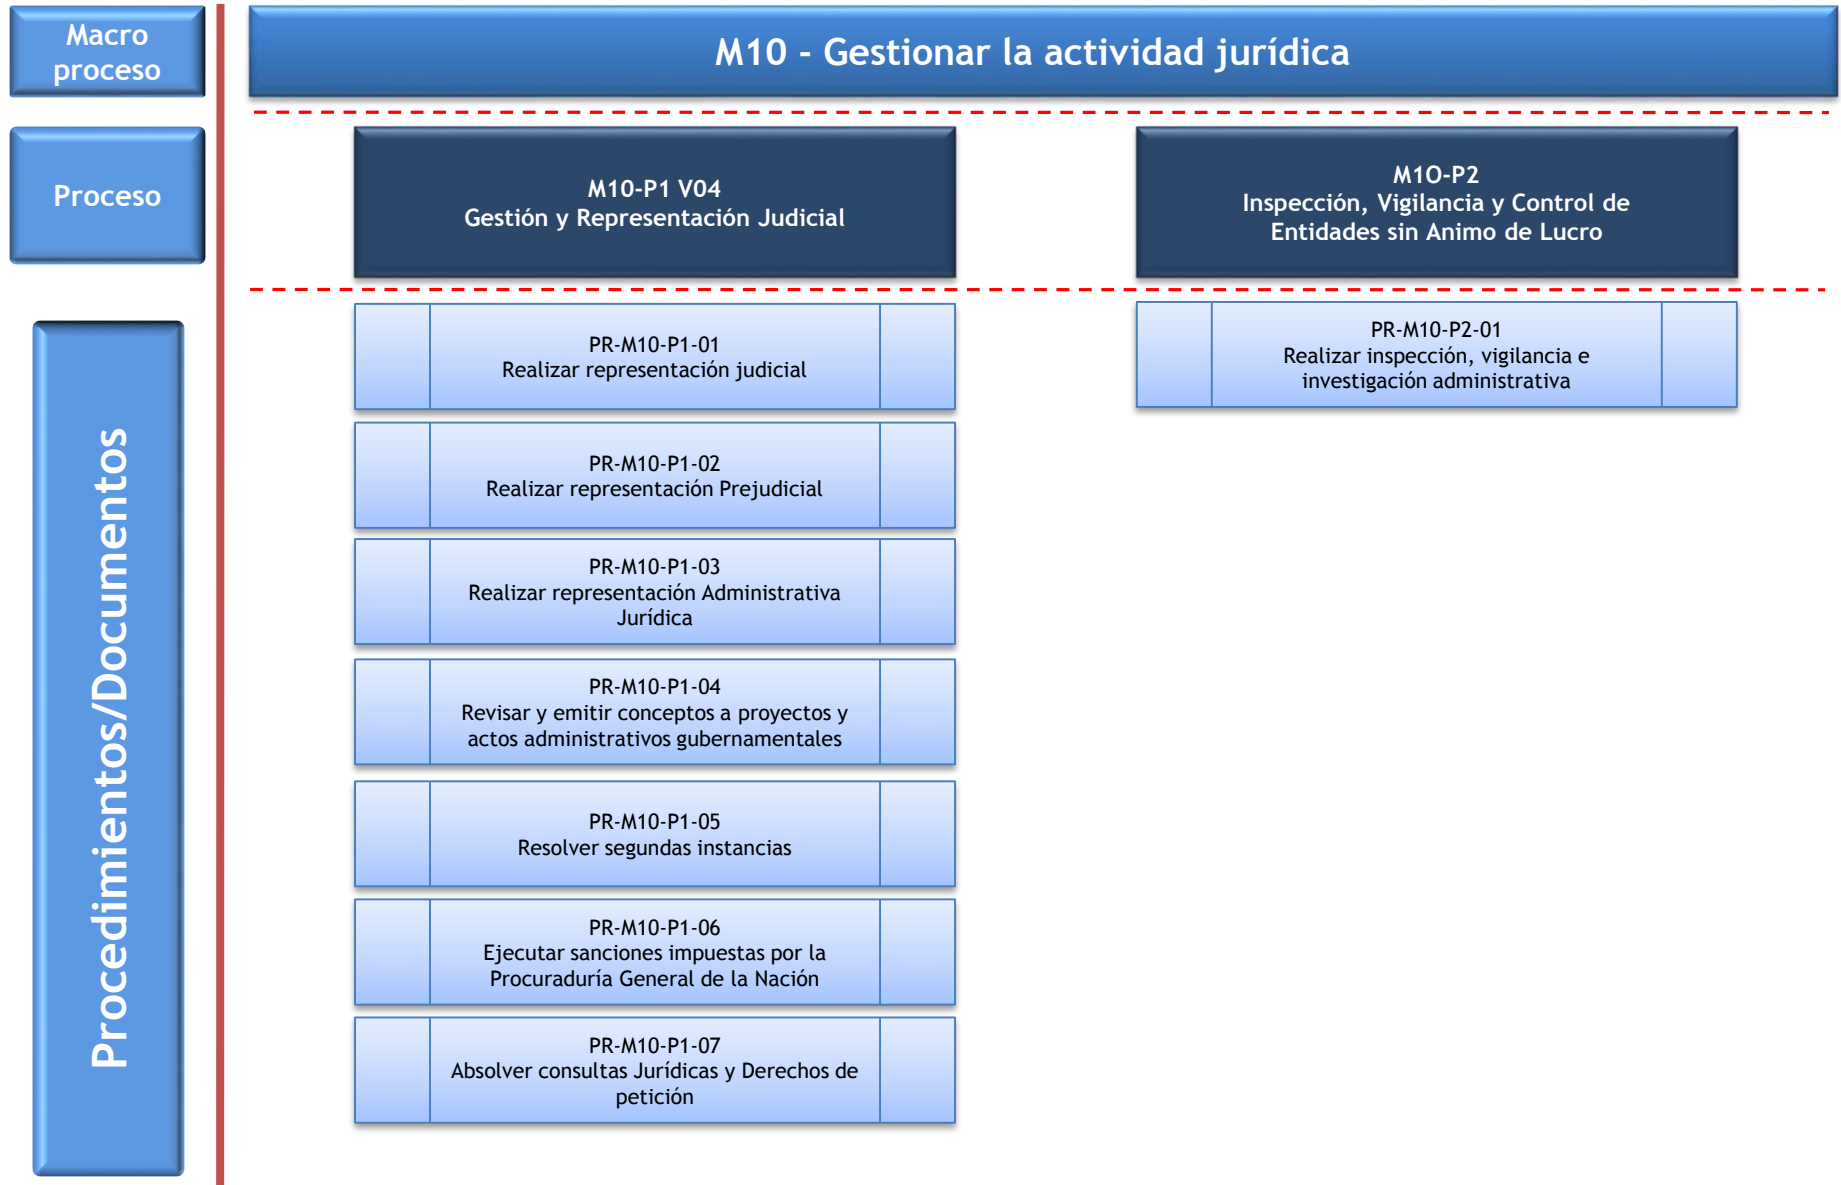 Macro
proceso
M10 - Gestionar la actividad jurídica
Proceso
M10-P1 V04
Gestión y Representación Judicial
M1O-P2
Inspección, Vigilancia y Control de
Entidades sin Animo de Lucro
Procedimientos/Documentos
PR-M10-P1-01
Realizar representación judicial
PR-M10-P1-02
Realizar representación Prejudicial
PR-M10-P1-03
Realizar representación Administrativa
Jurídica
PR-M10-P1-04
Revisar y emitir conceptos a proyectos y
actos administrativos gubernamentales
PR-M10-P1-05
Resolver segundas instancias
PR-M10-P1-06
Ejecutar sanciones impuestas por la
Procuraduría General de la Nación
PR-M10-P1-07
Absolver consultas Jurídicas y Derechos de
petición
PR-M10-P2-01
Realizar inspección, vigilancia e
investigación administrativa